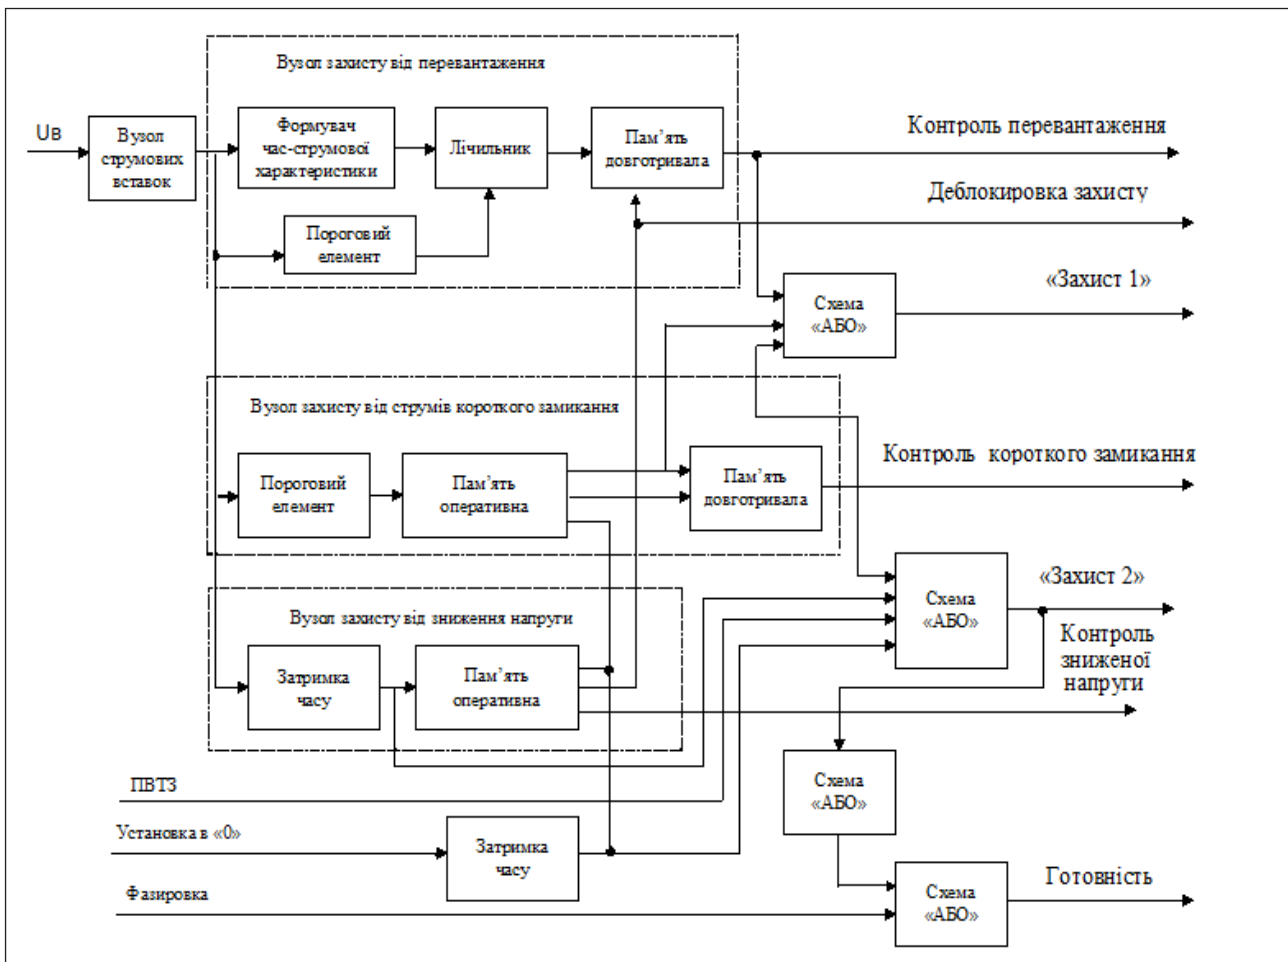 Вузол захисту від перевантаження
Uв
Вузол
струмових
вставок
Формувач
час-струмової
характеристики
Лічильник
Пам’ять
довготривала
Пороговий
елемент
Контроль перевантаження
Деблокировка захисту
«Захист 1»
Схема
«АБО»
Вузол захисту від струмів короткого замикання
Пороговий
елемент
Пам’ять
оперативна
Пам’ять
довготривала
Контроль короткого замикання
Вузол захисту від зниження напруги
Затримка
часу
Пам’ять
оперативна
Схема
«АБО»
«Захист 2»
Контроль
зниженої
напруги
ПВТЗ
Схема
«АБО»
Установка в «0»
Затримка
часу
Фазировка
Схема
«АБО»
Готовність